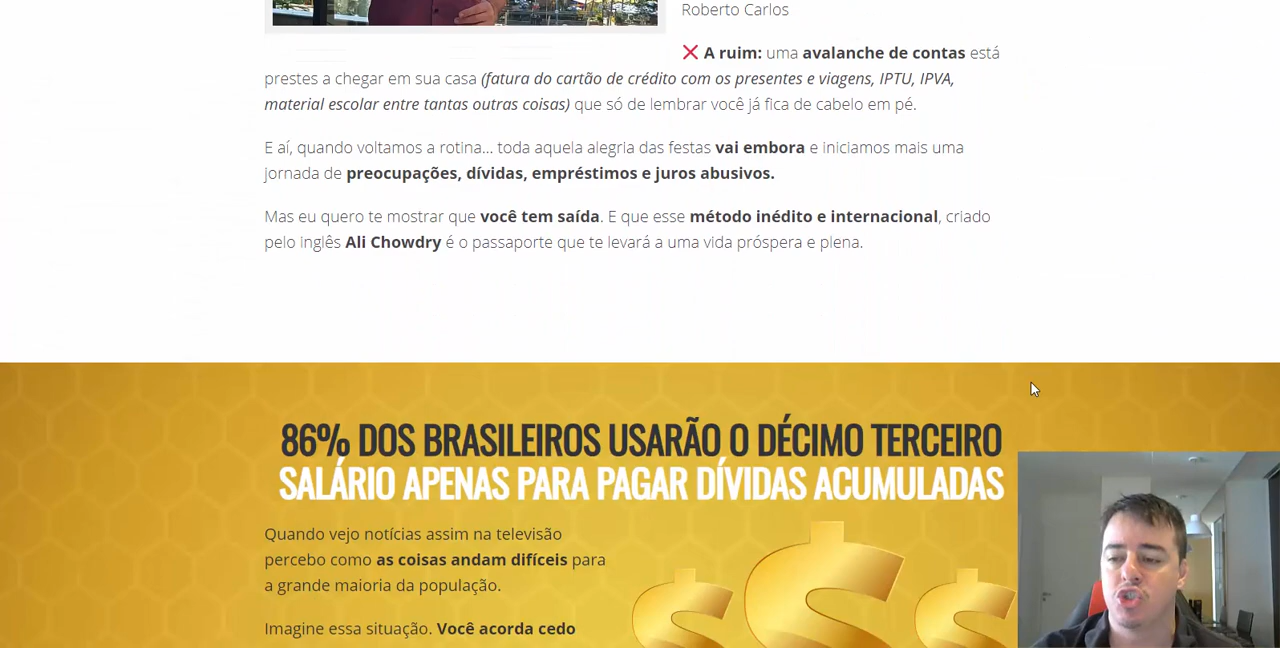 Roberto Carlos
❌ A ruim: uma avalanche de contas está
prestes a chegar em sua casa (fatura do cartão de crédito com os presentes e viagens, IPTU, IPVA,
material escolar entre tantas outras coisas) que só de lembrar você já fica de cabelo em pé.
E aí, quando voltamos a rotina... toda aquela alegria das festas vai embora e iniciamos mais uma
jornada de preocupações, dívidas, empréstimos e juros abusivos.
Mas eu quero te mostrar que você tem saída. E que esse método inédito e internacional, criado
pelo inglês Ali Chowdry é o passaporte que te levará a uma vida próspera e plena.
86% DOS BRASILEIROS USARÃO O DÉCIMO TERCEIRO
SALÁRIO APENAS PARA PAGAR DÍVIDAS ACUMULADAS
Quando vejo notícias assim na televisão
percebo como as coisas andam difíceis para
a grande maioria da população.
Imagine essa situação. Você acorda cedo